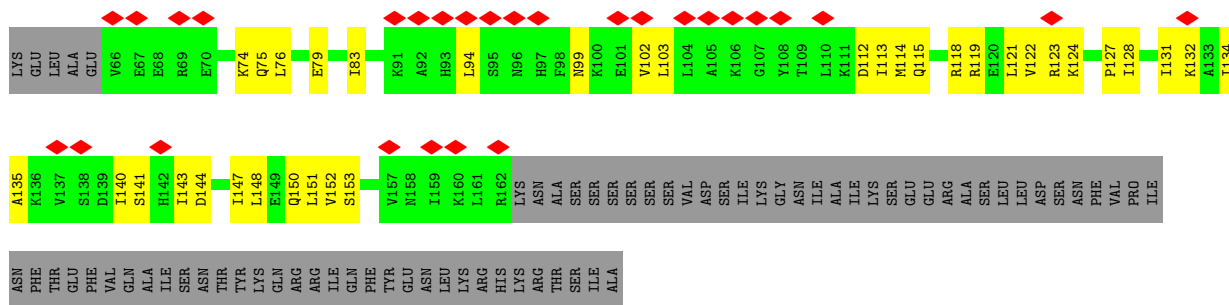 LYS GLU LEU ALA GLU V66 E67 E68 R69 E70 K74 Q75 L76 E79 I83 K91 A92 H93 L94 S95 N96 H97 F98 N99 K100 E101 V102 L103 L104 A105 K106 G107 Y108 T109 L110 K111 D112 I113 M114 Q115 R118 R119 E120 L121 V122 R123 K124 P127 I128 I131 K132 A133 I134
A135 K136 V137 S138 D139 I140 S141 H142 I143 D144 I147 L148 E149 Q150 L151 V152 S153 V157 N158 I159 K160 L161 R162 LYS ASN ALA SER SER SER SER SER VAL ASP SER ILE LYS GLY ASN ILE ALA ILE LYS SER GLU GLU ARG ALA SER LEU LEU ASP SER ASN PHE VAL PRO ILE
ASN PHE THR GLU PHE VAL GLN ALA ILE SER ASN THR TYR LYS GLN ARG ARG ILE GLN PHE TYR GLU ASN LEU LYS ARG HIS LYS ARG THR SER ILE ALA